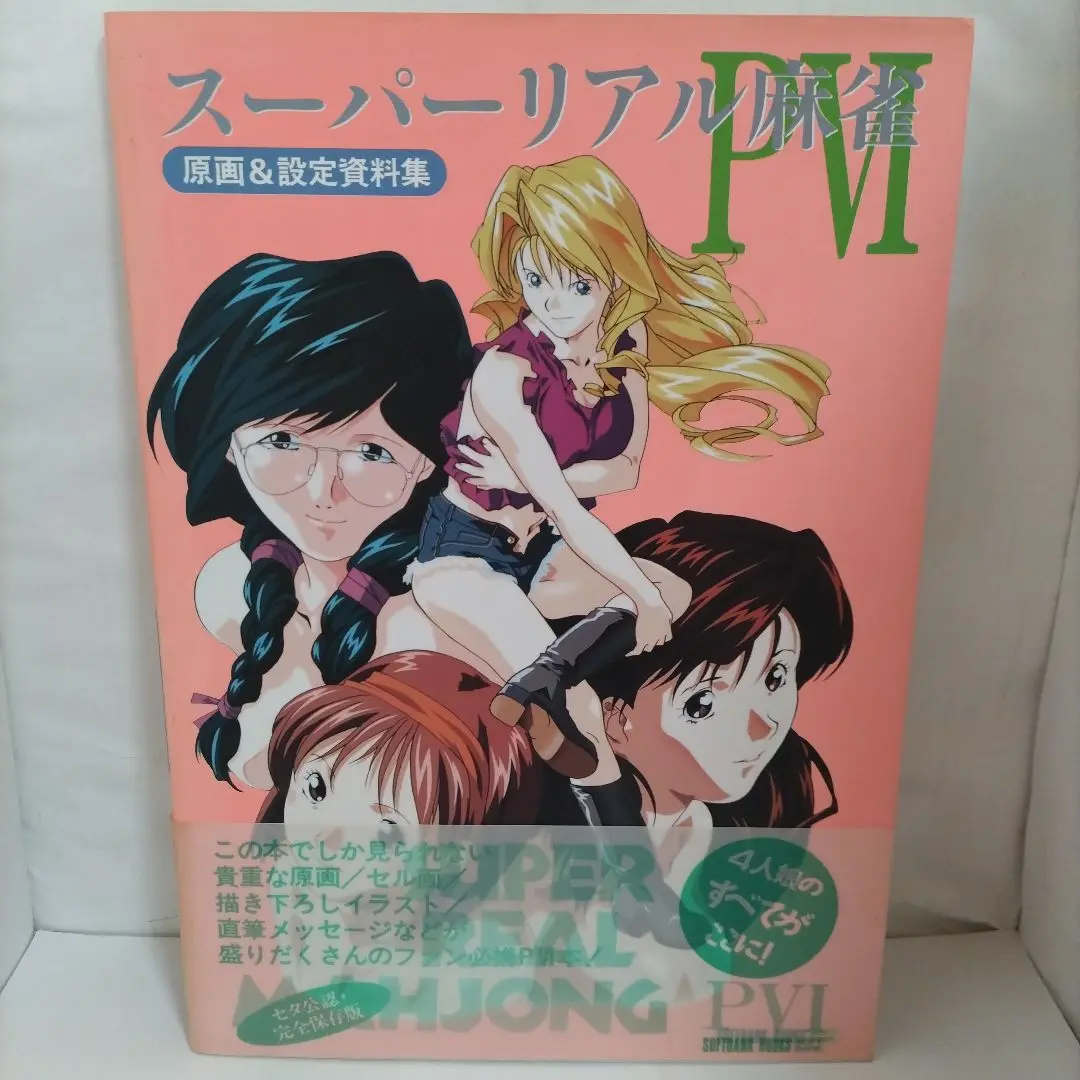 スーパーリアル麻雀
PVI
原画&設定資料集
この本でしか見られない
貴重な原画／セル画／
描き下ろしイラスト／
直筆メッセージなどが
盛りだくさんのファン必携PVI本！
4人娘の
すべてが
ここに！
SUPER
REAL
MAHJONG
セタ公認・
完全保存版
PVI
SOFTBANK BOOKS